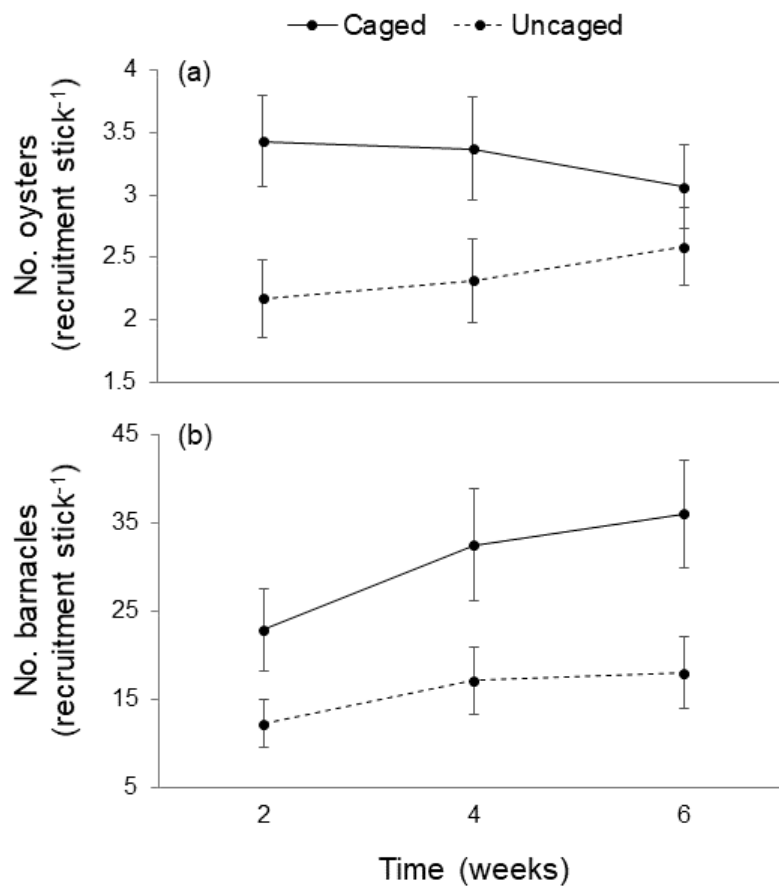 Caged Uncaged
(a)
No. oysters
(recruitment stick⁻¹)
4
3.5
3
2.5
2
1.5
(b)
No. barnacles
(recruitment stick⁻¹)
45
35
25
15
5
2 4 6
Time (weeks)